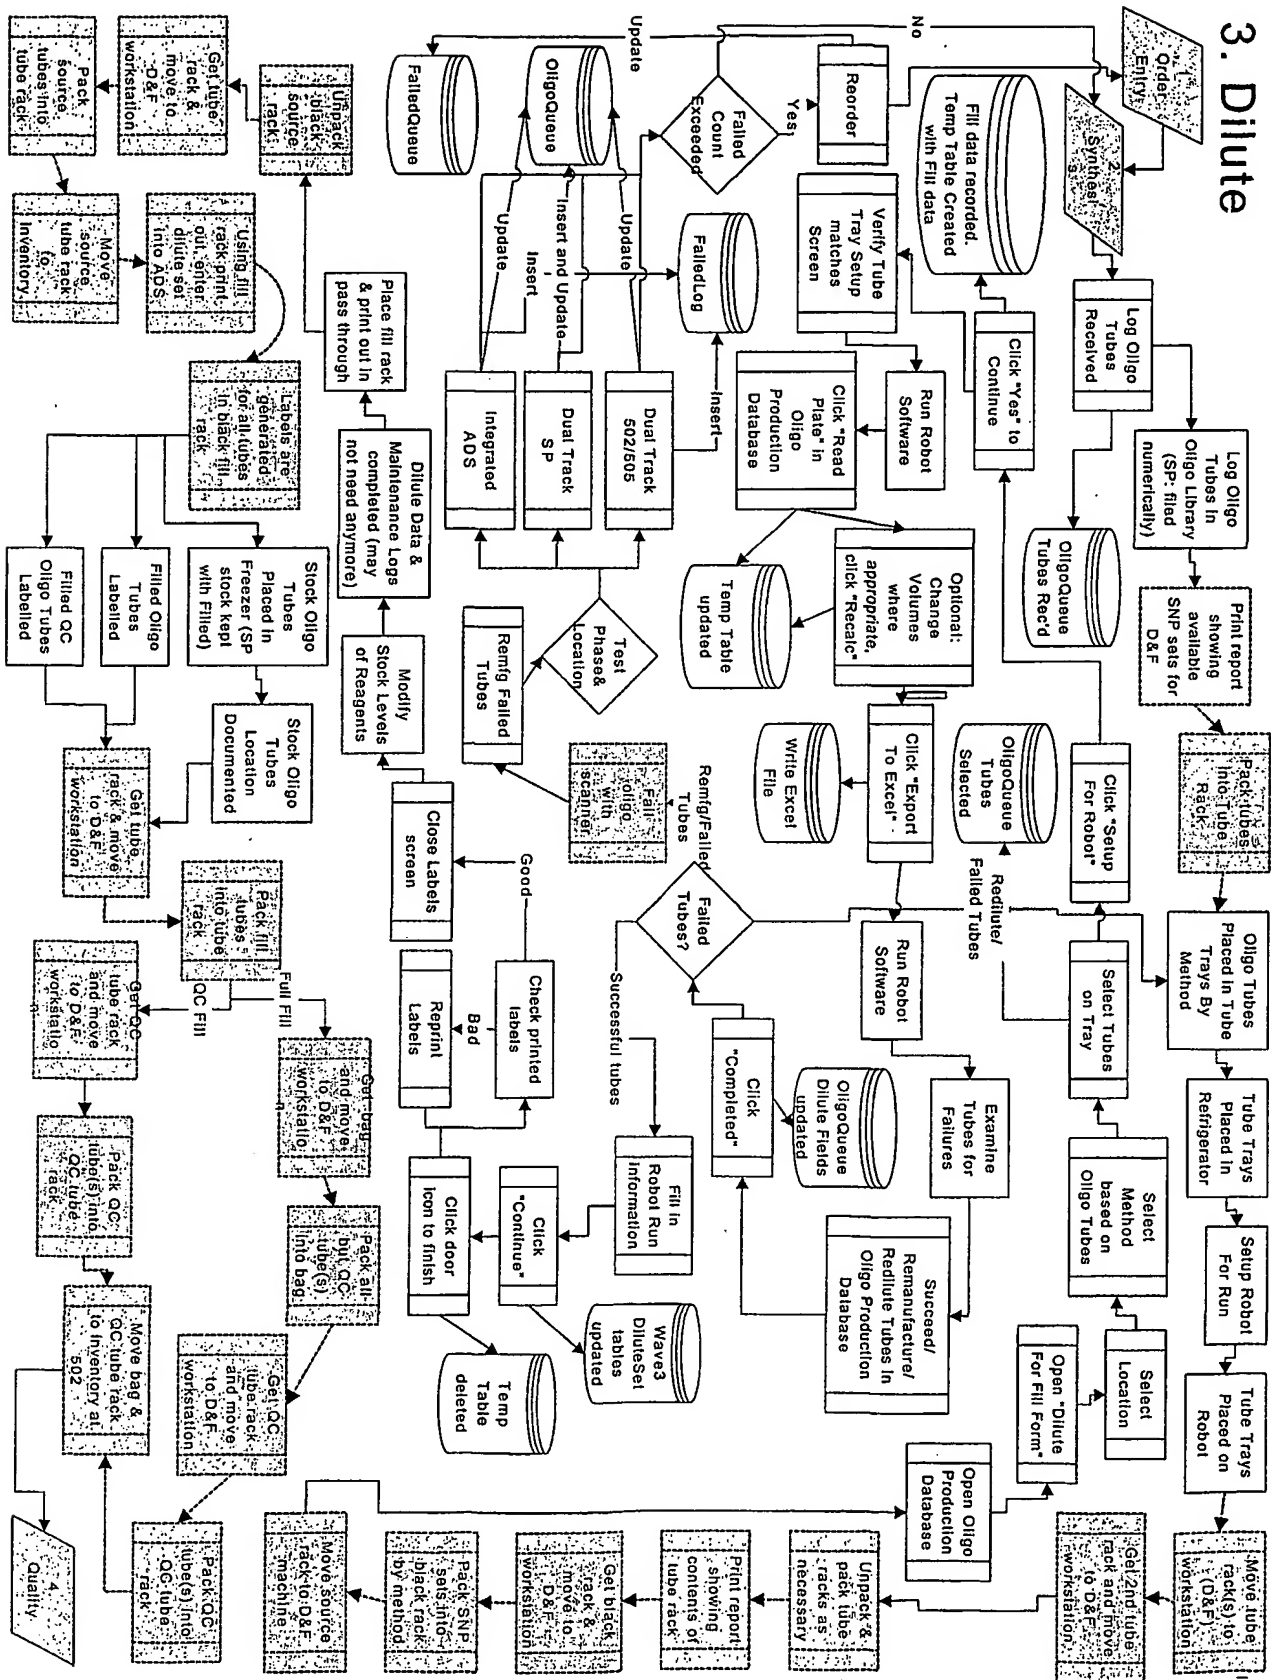 3. Dilute
1.
Order
Entry
2.
Synthesi
s
Log Oligo
Tubes
Received
Log Oligo
Tubes In
Oligo Library
(SP: filed
numerically)
Print report
showing
available
SNP sets for
D&F
Pack tubes
Into Tube
Rack
Oligo Tubes
Placed in Tube
Trays By
Method
Tube Trays
Placed in
Refrigerator
Setup Robot
For Run
Tube Trays
Placed on
Robot
Move tube
rack(s) to
(D&F)
workstation
Get 2nd tube
rack and move
to D&F
workstation
Unpack &
pack tube
racks as
necessary
Print report
showing
contents of
tube rack
Get black
rack &
move to
D&F
workstation
Pack SNP
sets into
black rack
by method
Move source
rack to D&F
machine
Open Oligo
Production
Database
Open "Dilute
For Fill Form"
Select
Location
Select
Method
based on
Oligo Tubes
Select Tubes
on Tray
Redilute/
Failed Tubes
OligoQueue
Tubes
Selected
Click "Setup
For Robot"
OligoQueue
Tubes Rec'd
Click "Yes" to
Continue
Fill data recorded.
Temp Table Created
with Fill data
Verify Tube
Tray Setup
matches
Screen
Run Robot
Software
Click "Read
Plate" in
Oligo
Production
Database
Optional:
Change
Volumes
where
appropriate,
click "Recalc"
Temp Table
updated
Click "Export
To Excel"
Write Excel
File
Run Robot
Software
Examine
Tubes for
Failures
Succeed/
Remanufacture/
Redilute Tubes In
Oligo Production
Database
Click
"Completed"
OligoQueue
Dilute Fields
updated
Failed
Tubes?
Remfg/Failed
Tubes
Successful tubes
Fail
oligo
with
scanner
Remfg Failed
Tubes
Test
Phase&
Location
Dual Track
502/505
Dual Track
SP
Integrated
ADS
Insert
Update
Insert and Update
Insert
Update
FailedLog
OligoQueue
FailedQueue
Failed
Count
Exceeded
Yes
No
Update
Reorder
Fill in
Robot Run
information
Click
"Continue"
Wave3
DiluteSet
tables
updated
Click door
icon to finish
Temp
Table
deleted
Check printed
labels
Bad
Reprint
Labels
Good
Close Labels
screen
Modify
Stock Levels
of Reagents
Dilute Data &
Maintenance Logs
completed (may
not need anymore)
Place fill rack
& print out in
pass through
Unpack
black
source
rack
Get tube
rack &
move to
D&F
workstation
Pack
source
tubes into
tube rack
Move
source
tube rack
to
Inventory
Using fill
rack print
out, enter
dilute set
into ADS
Labels are
generated
for all tubes
in black fill
rack
Stock Oligo
Tubes
Placed in
Freezer (SP
stock kept
with Filled)
Filled Oligo
Tubes
Labelled
Filled QC
Oligo Tubes
Labelled
Stock Oligo
Tubes
Location
Documented
Get tube
rack & move
to D&F
workstation
Pack fill
tubes
into tube
rack
Full Fill
QC Fill
Get bag
and move
to D&F
workstatio
n
Pack all
but QC
tube(s)
into bag
Get QC
tube rack
and move
to D&F
workstation
Pack QC
tube(s) into
QC tube
rack
Get QC
tube rack
and move
to D&F
workstatio
n
Pack QC
tube(s) into
QC tube
rack
Move bag &
QC tube rack
to Inventory at
502
4.
Quality